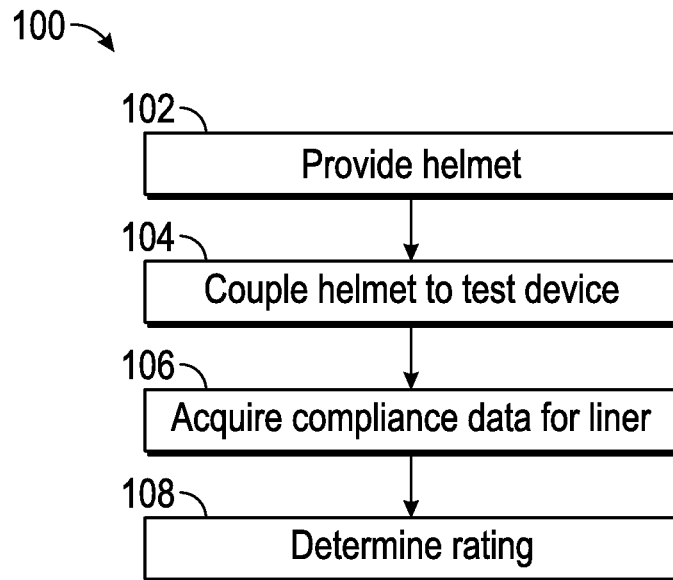 100
102
Provide helmet
104
Couple helmet to test device
106
Acquire compliance data for liner
108
Determine rating